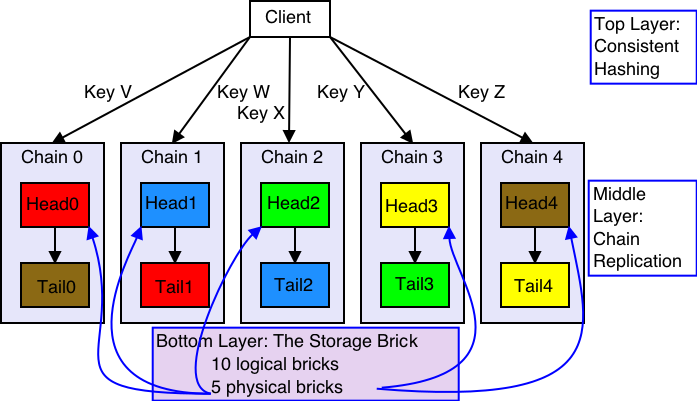 Client
Top Layer:
Consistent
Hashing
Key V
Key W
Key X
Key Y
Key Z
Chain 0
Chain 1
Chain 2
Chain 3
Chain 4
Head0
Head1
Head2
Head3
Head4
Middle
Layer:
Chain
Replication
Tail0
Tail1
Tail2
Tail3
Tail4
Bottom Layer: The Storage Brick
10 logical bricks
5 physical bricks